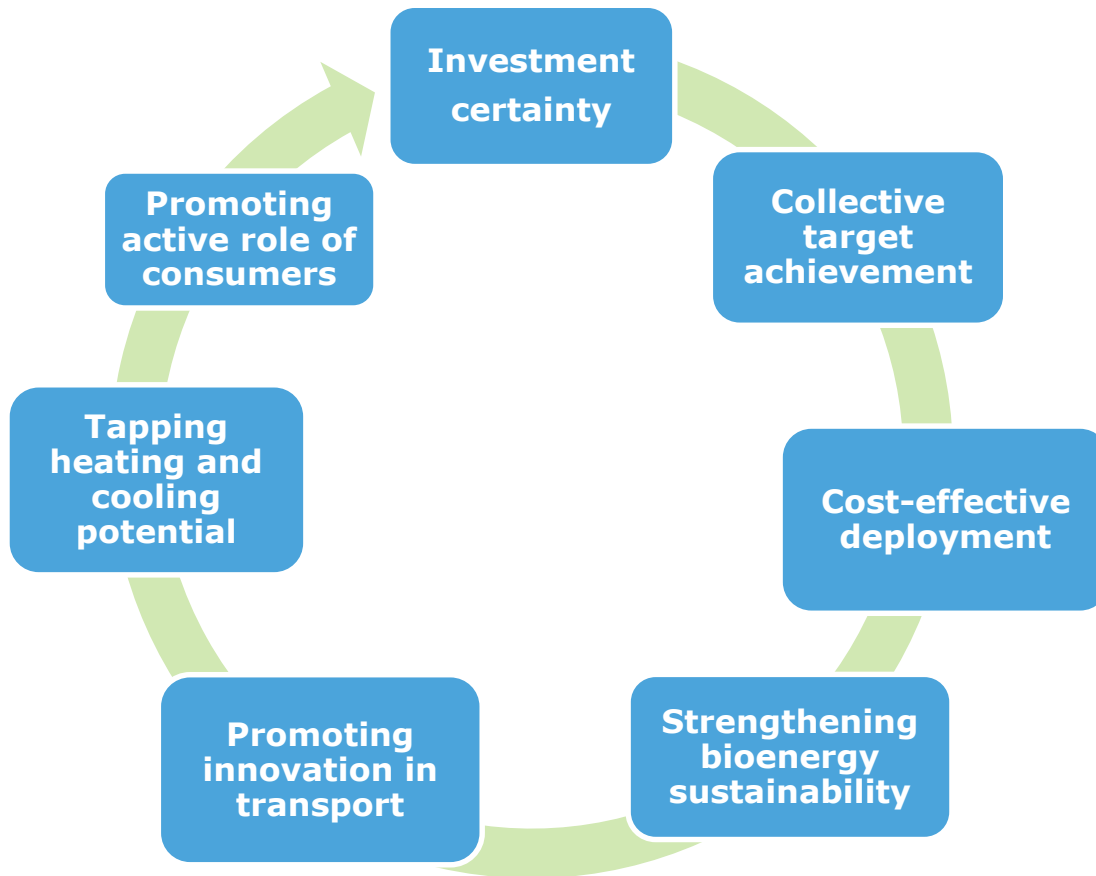 Investment
certainty
Collective
target
achievement
Cost-effective
deployment
Strengthening
bioenergy
sustainability
Promoting
innovation in
transport
Tapping
heating and
cooling
potential
Promoting
active role of
consumers